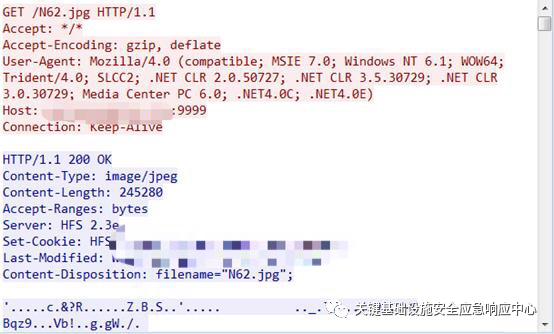 GET /N62.jpg HTTP/1.1
Accept: */*
Accept-Encoding: gzip, deflate
User-Agent: Mozilla/4.0 (compatible; MSIE 7.0; Windows NT 6.1; WOW64;
Trident/4.0; SLCC2; .NET CLR 2.0.50727; .NET CLR 3.5.30729; .NET CLR
3.0.30729; Media Center PC 6.0; .NET4.0C; .NET4.0E)
Host: :9999
Connection: Keep-Alive
HTTP/1.1 200 OK
Content-Type: image/jpeg
Content-Length: 245280
Accept-Ranges: bytes
Server: HFS 2.3e
Set-Cookie: HFS
Last-Modified:
Content-Disposition: filename="N62.jpg";
'.....c.&?R......Z.B.S..'.....
Bqz9...Vb!..g.gW./.
关键基础设施安全应急响应中心